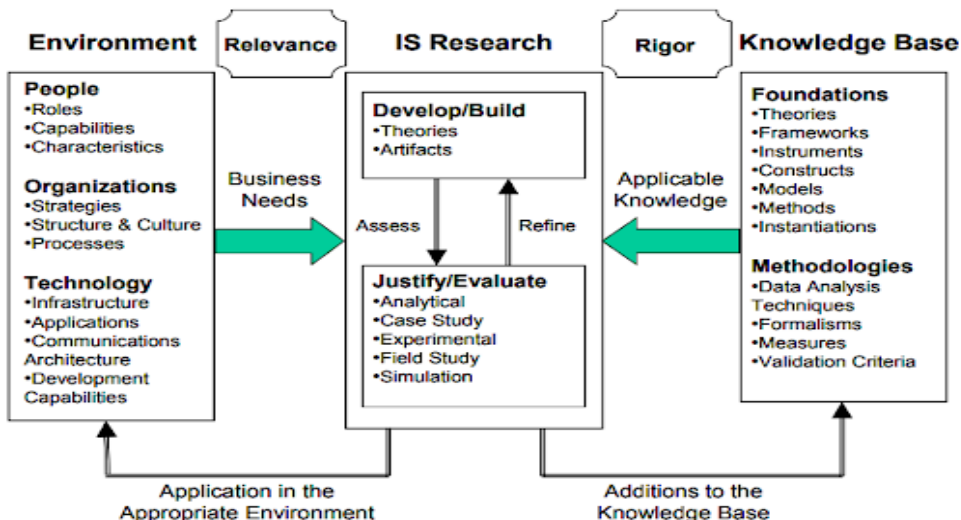 Environment
Relevance
IS Research
Rigor
Knowledge Base
People
•Roles
•Capabilities
•Characteristics
Organizations
•Strategies
•Structure & Culture
•Processes
Technology
•Infrastructure
•Applications
•Communications
Architecture
•Development
Capabilities
Business
Needs
Develop/Build
•Theories
•Artifacts
Assess
Refine
Justify/Evaluate
•Analytical
•Case Study
•Experimental
•Field Study
•Simulation
Applicable
Knowledge
Foundations
•Theories
•Frameworks
•Instruments
•Constructs
•Models
•Methods
•Instantiations
Methodologies
•Data Analysis
Techniques
•Formalisms
•Measures
•Validation Criteria
Application in the
Appropriate Environment
Additions to the
Knowledge Base